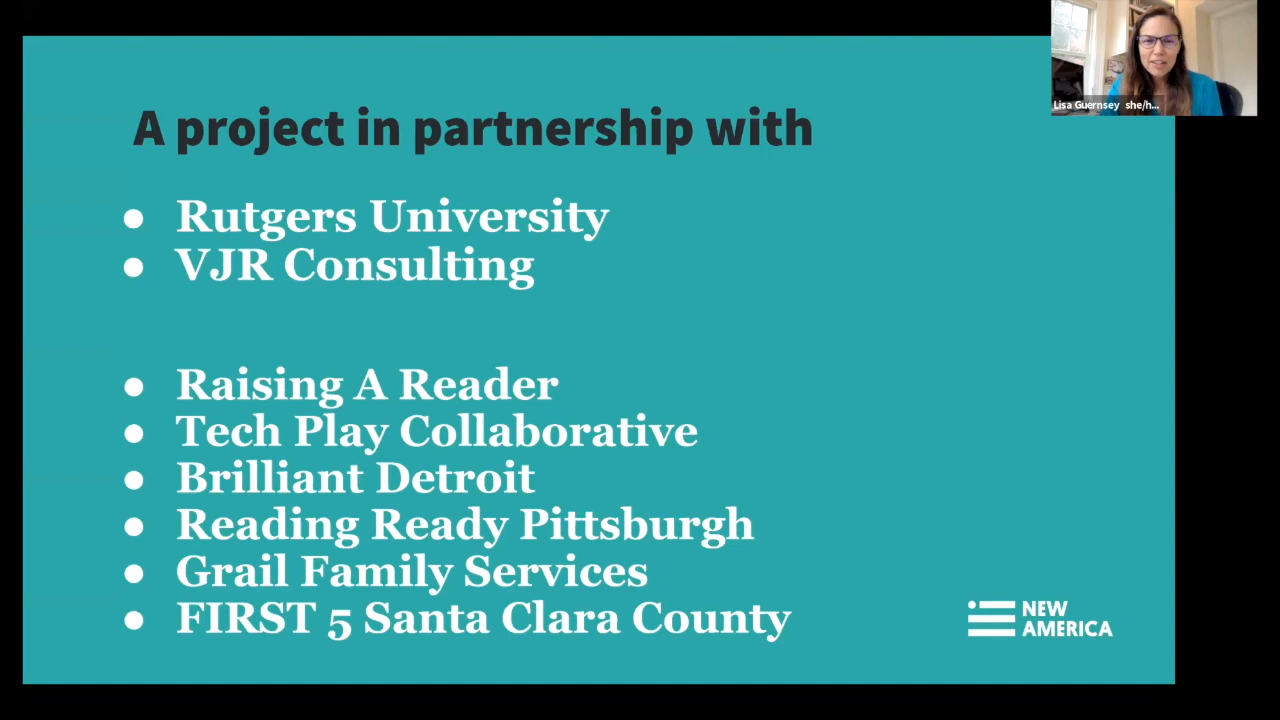 Lisa Guernsey she/h...
A project in partnership with
● Rutgers University
● VJR Consulting
● Raising A Reader
● Tech Play Collaborative
● Brilliant Detroit
● Reading Ready Pittsburgh
● Grail Family Services
● FIRST 5 Santa Clara County
NEW
AMERICA